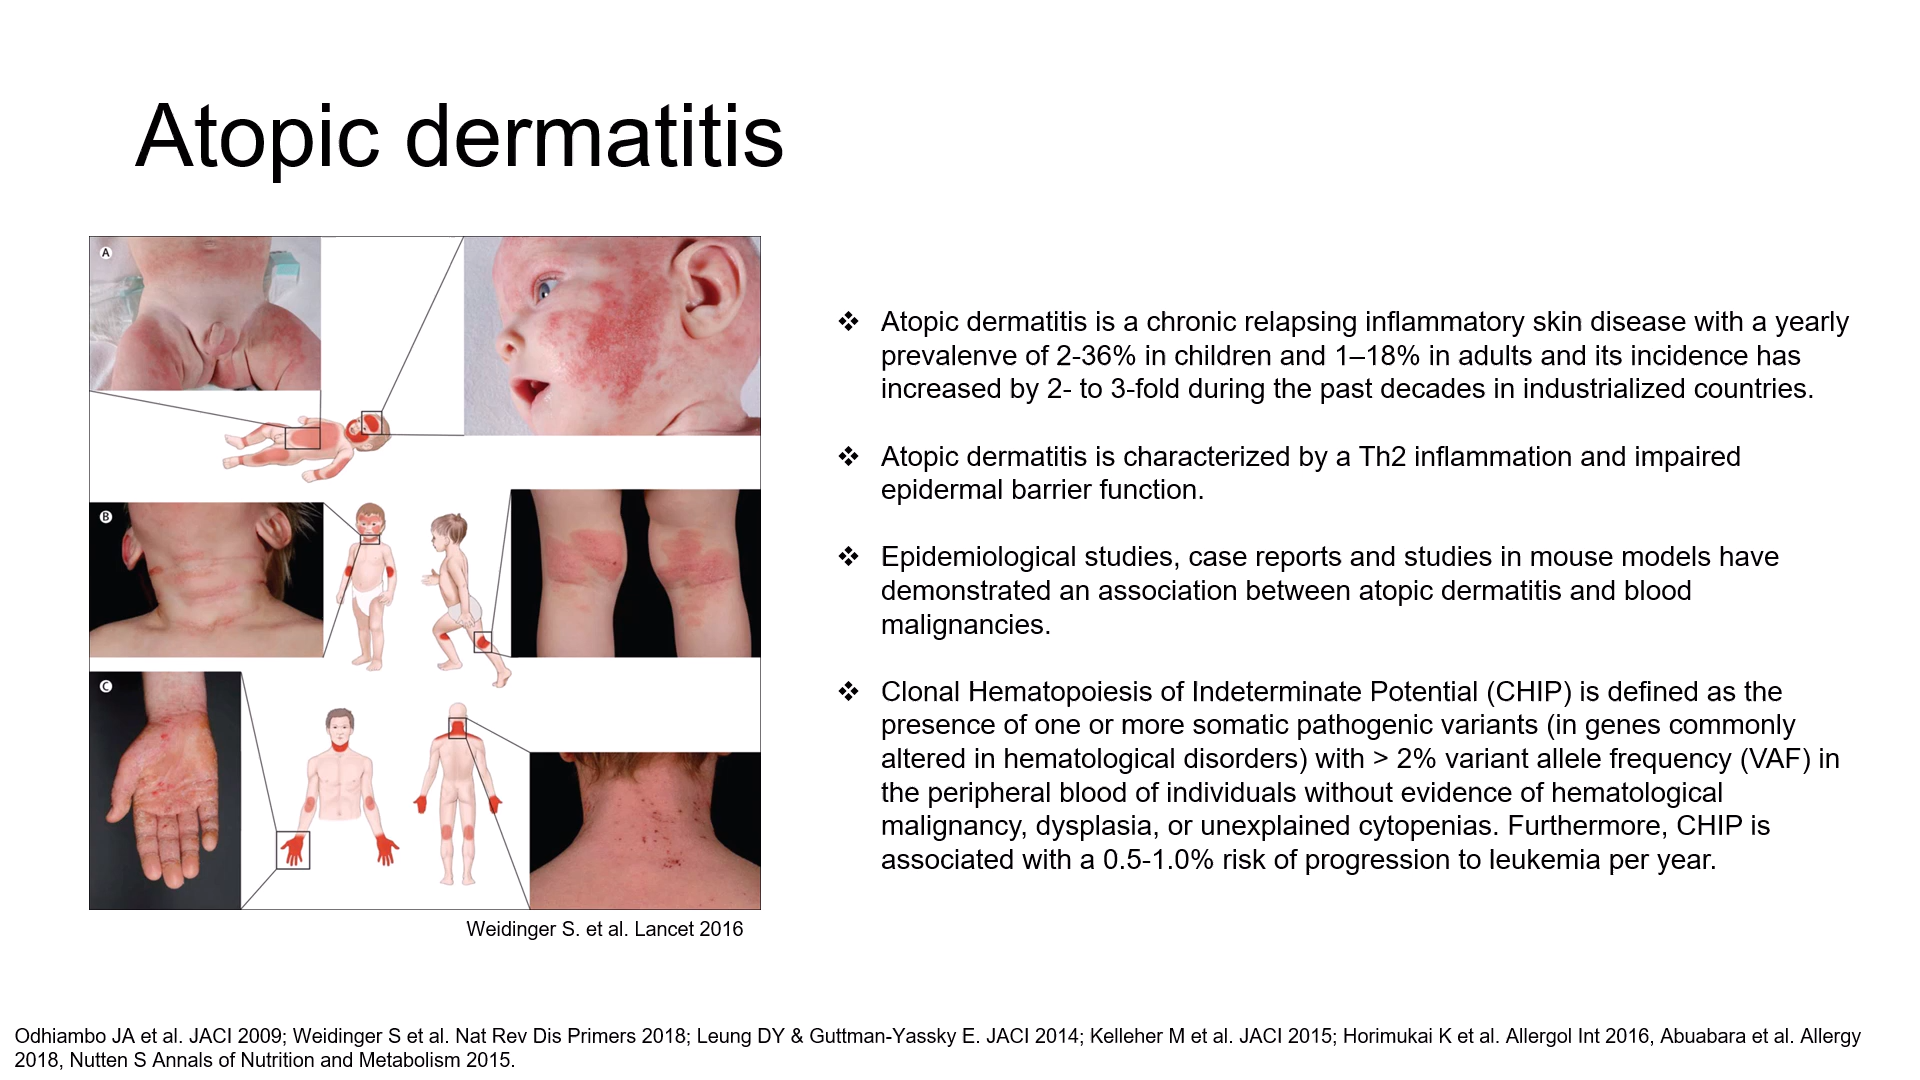 Atopic dermatitis
A
B
C
Weidinger S. et al. Lancet 2016
❖ Atopic dermatitis is a chronic relapsing inflammatory skin disease with a yearly
prevalenve of 2-36% in children and 1–18% in adults and its incidence has
increased by 2- to 3-fold during the past decades in industrialized countries.
❖ Atopic dermatitis is characterized by a Th2 inflammation and impaired
epidermal barrier function.
❖ Epidemiological studies, case reports and studies in mouse models have
demonstrated an association between atopic dermatitis and blood
malignancies.
❖ Clonal Hematopoiesis of Indeterminate Potential (CHIP) is defined as the
presence of one or more somatic pathogenic variants (in genes commonly
altered in hematological disorders) with > 2% variant allele frequency (VAF) in
the peripheral blood of individuals without evidence of hematological
malignancy, dysplasia, or unexplained cytopenias. Furthermore, CHIP is
associated with a 0.5-1.0% risk of progression to leukemia per year.
Odhiambo JA et al. JACI 2009; Weidinger S et al. Nat Rev Dis Primers 2018; Leung DY & Guttman-Yassky E. JACI 2014; Kelleher M et al. JACI 2015; Horimukai K et al. Allergol Int 2016, Abuabara et al. Allergy
2018, Nutten S Annals of Nutrition and Metabolism 2015.